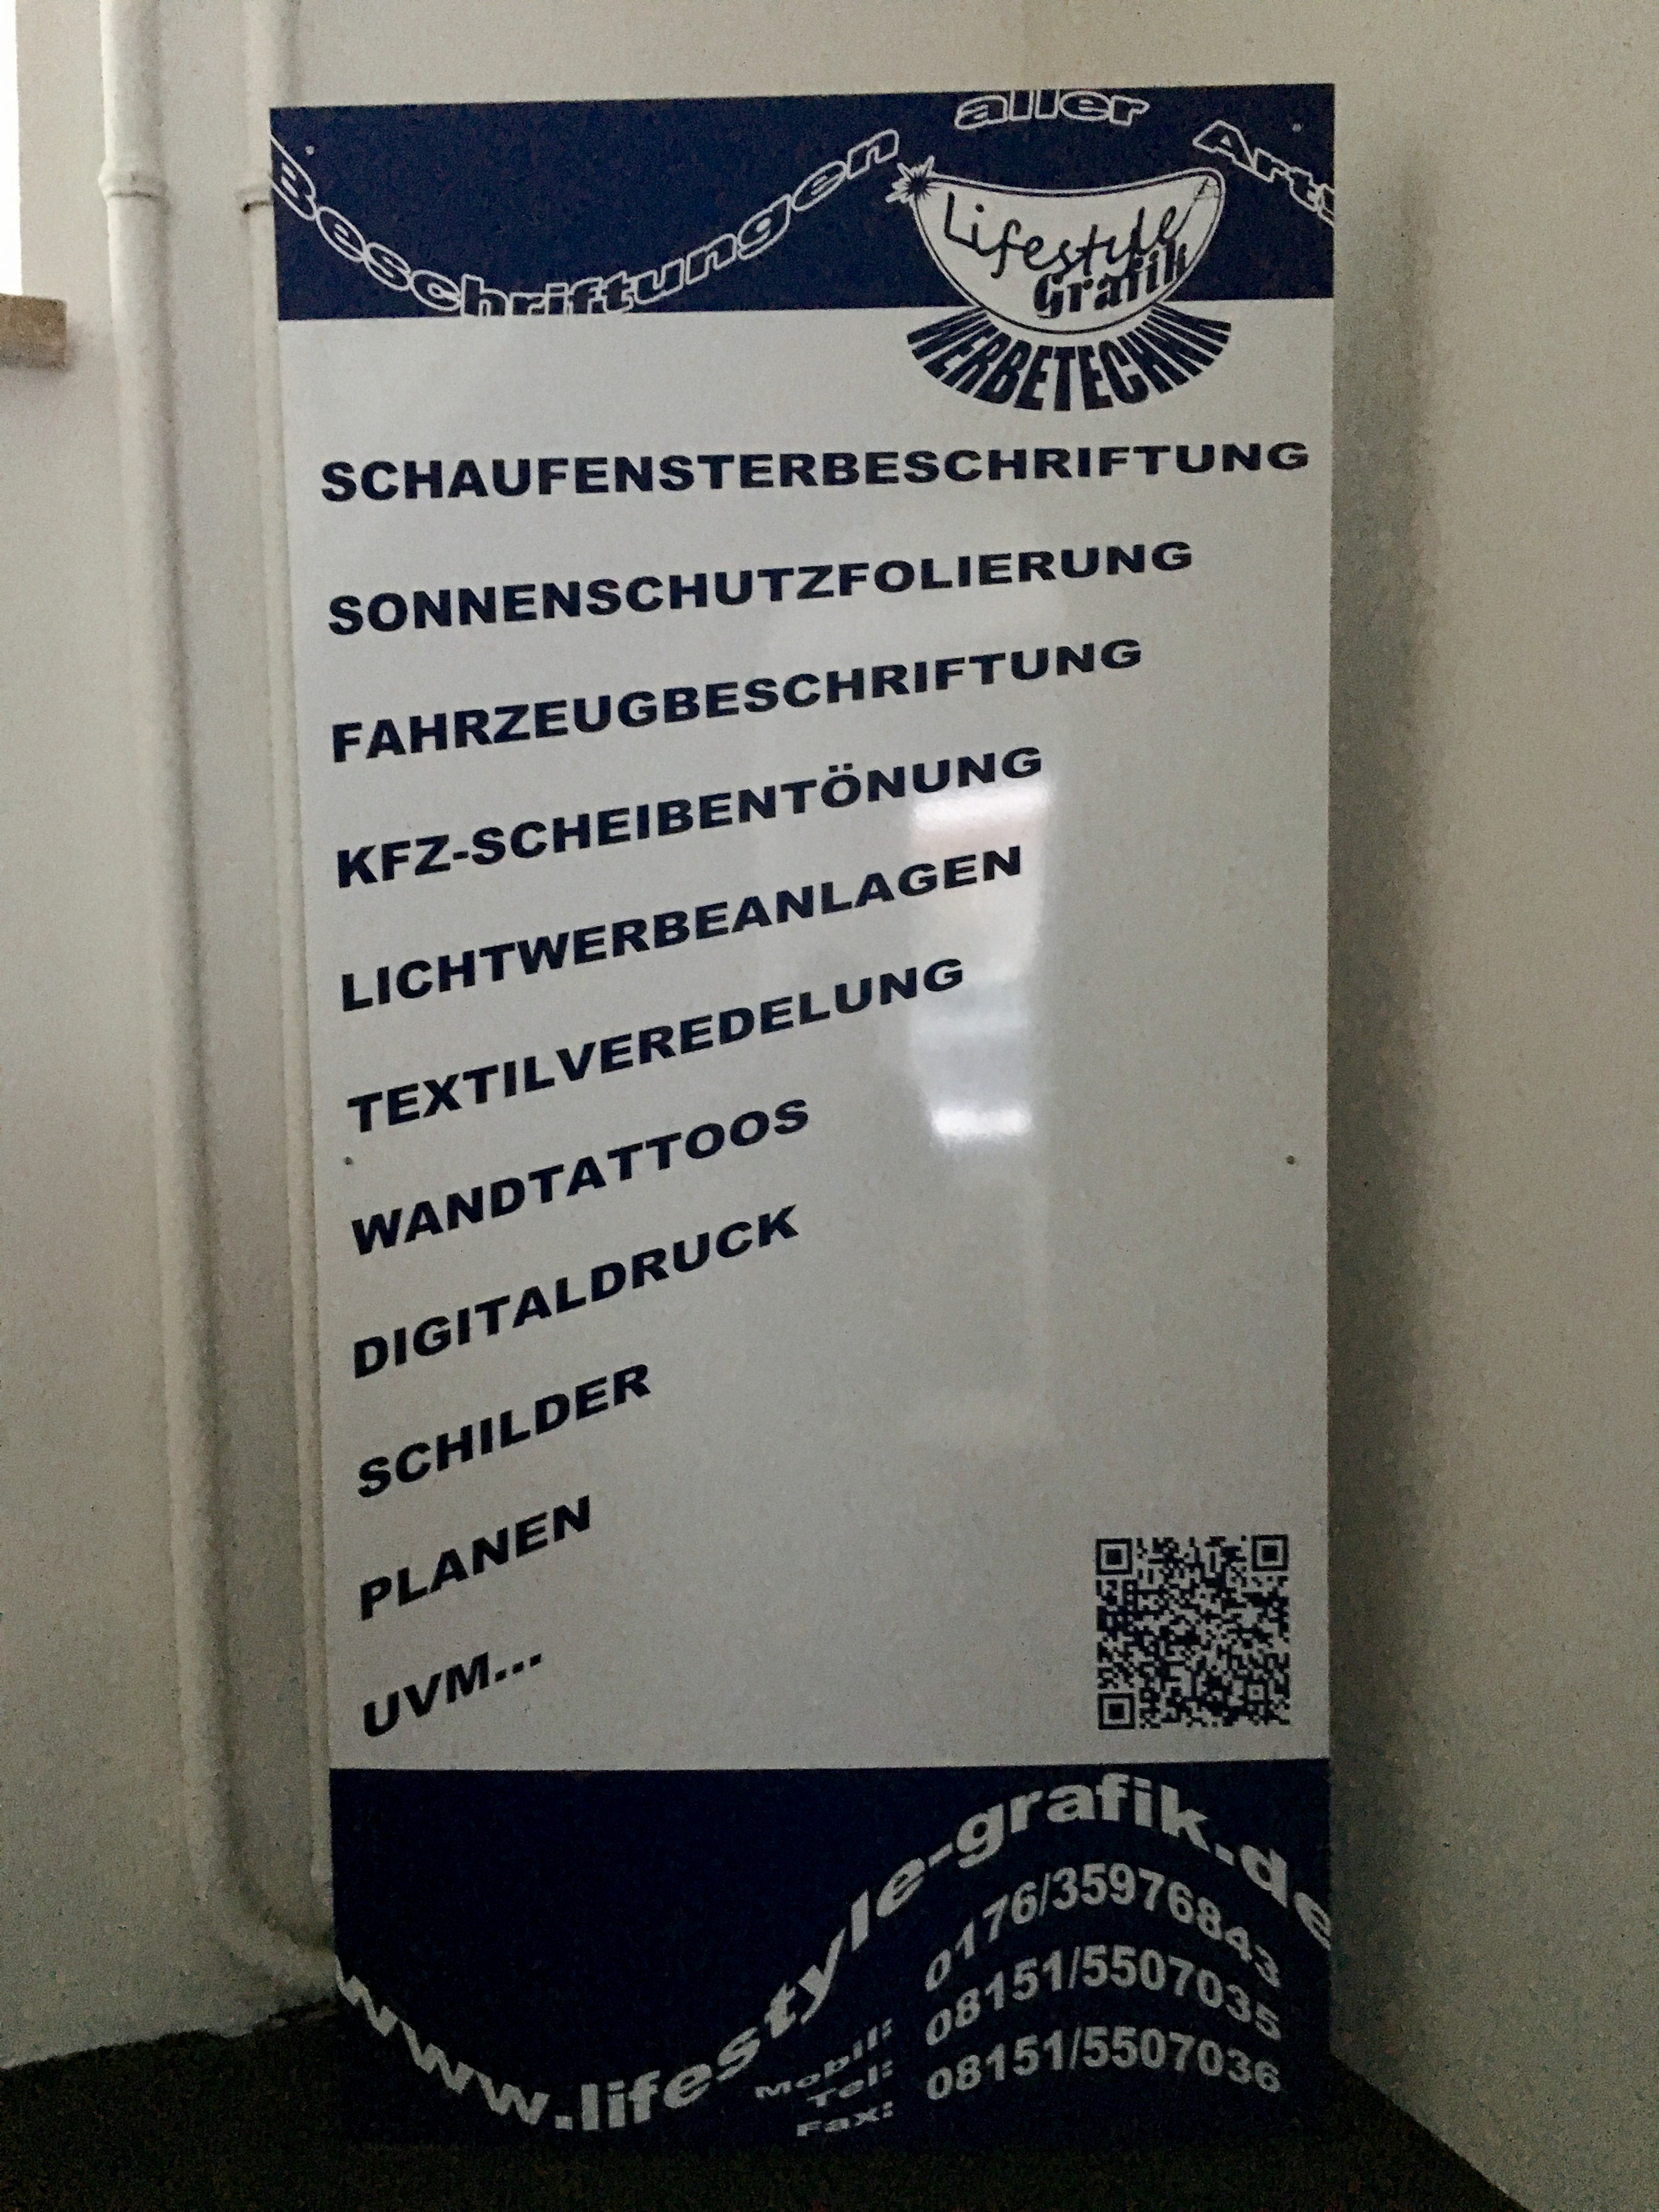 Beschriftungen aller Art
Lifestyle
Grafik
WERBETECHNIK
SCHAUFENSTERBESCHRIFTUNG
SONNENSCHUTZFOLIERUNG
FAHRZEUGBESCHRIFTUNG
KFZ-SCHEIBENTÖNUNG
LICHTWERBEANLAGEN
TEXTILVEREDELUNG
WANDTATTOOS
DIGITALDRUCK
SCHILDER
PLANEN
UVM...
www.lifestyle-grafik.de
Mobil: 0176/35976843
Tel: 08151/5507035
Fax: 08151/5507036